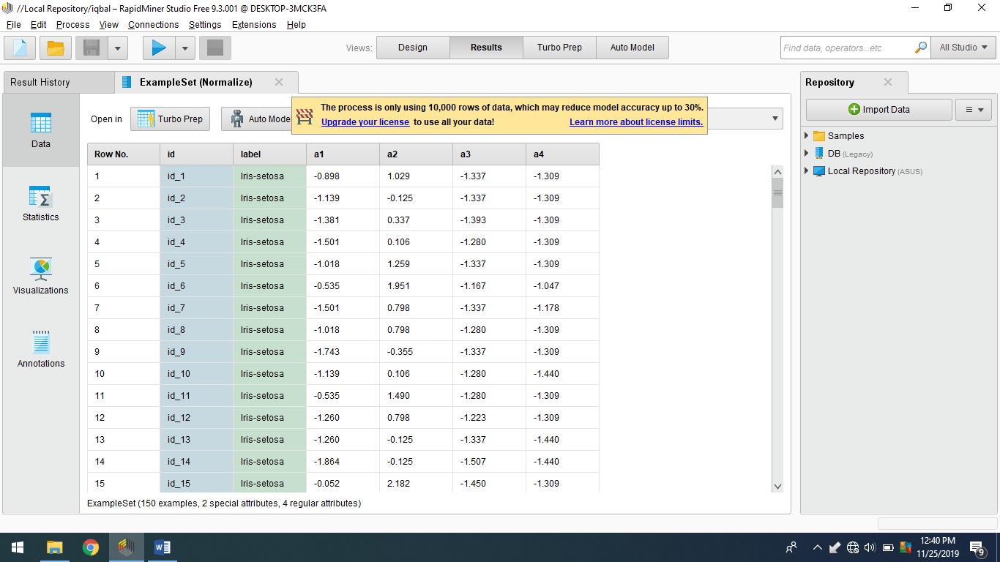 //Local Repository/iqbal – RapidMiner Studio Free 9.3.001 @ DESKTOP-3MCK3FA
File Edit Process View Connections Settings Extensions Help
Views: Design Results Turbo Prep Auto Model Find data, operators...etc All Studio
Result History ExampleSet (Normalize) Repository
Open in Turbo Prep Auto Mode
The process is only using 10,000 rows of data, which may reduce model accuracy up to 30%.
Upgrade your license to use all your data! Learn more about license limits.
Import Data
Samples
DB (Legacy)
Local Repository (ASUS)
Data
Statistics
Visualizations
Annotations
Row No. id label a1 a2 a3 a4
1 id_1 Iris-setosa -0.898 1.029 -1.337 -1.309
2 id_2 Iris-setosa -1.139 -0.125 -1.337 -1.309
3 id_3 Iris-setosa -1.381 0.337 -1.393 -1.309
4 id_4 Iris-setosa -1.501 0.106 -1.280 -1.309
5 id_5 Iris-setosa -1.018 1.259 -1.337 -1.309
6 id_6 Iris-setosa -0.535 1.951 -1.167 -1.047
7 id_7 Iris-setosa -1.501 0.798 -1.337 -1.178
8 id_8 Iris-setosa -1.018 0.798 -1.280 -1.309
9 id_9 Iris-setosa -1.743 -0.355 -1.337 -1.309
10 id_10 Iris-setosa -1.139 0.106 -1.280 -1.440
11 id_11 Iris-setosa -0.535 1.490 -1.280 -1.309
12 id_12 Iris-setosa -1.260 0.798 -1.223 -1.309
13 id_13 Iris-setosa -1.260 -0.125 -1.337 -1.440
14 id_14 Iris-setosa -1.864 -0.125 -1.507 -1.440
15 id_15 Iris-setosa -0.052 2.182 -1.450 -1.309
ExampleSet (150 examples, 2 special attributes, 4 regular attributes)
12:40 PM
11/25/2019
9